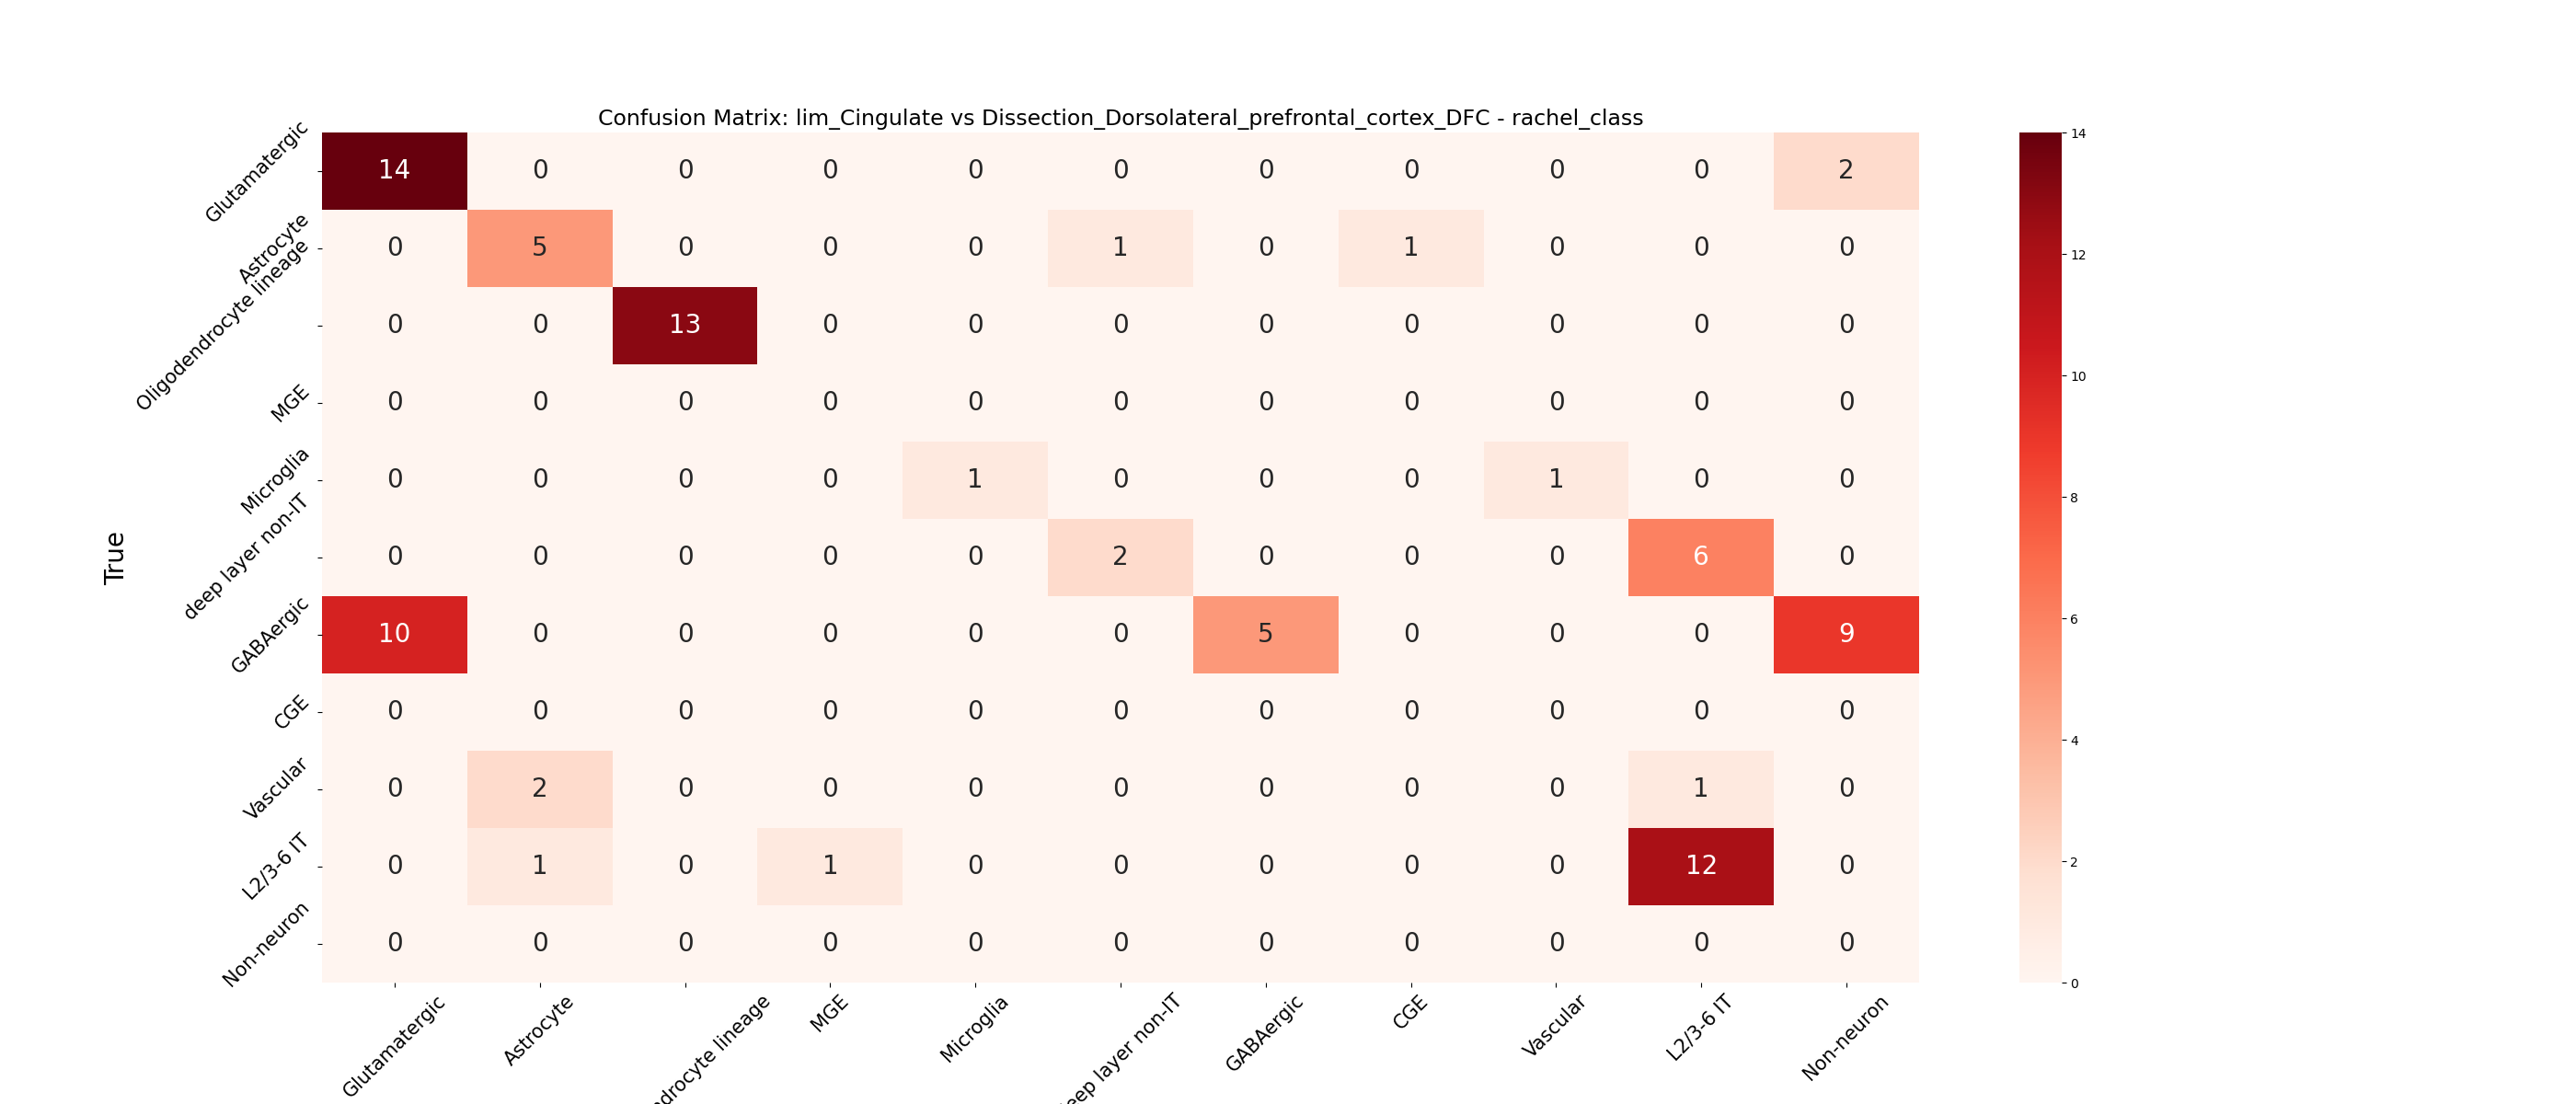 Confusion Matrix: lim_Cingulate vs Dissection_Dorsolateral_prefrontal_cortex_DFC - rachel_class
True
Glutamatergic 14 0 0 0 0 0 0 0 0 0 2
Astrocyte 0 5 0 0 0 1 0 1 0 0 0
Oligodendrocyte lineage 0 0 13 0 0 0 0 0 0 0 0
MGE 0 0 0 0 0 0 0 0 0 0 0
Microglia 0 0 0 0 1 0 0 0 1 0 0
deep layer non-IT 0 0 0 0 0 2 0 0 0 6 0
GABAergic 10 0 0 0 0 0 5 0 0 0 9
CGE 0 0 0 0 0 0 0 0 0 0 0
Vascular 0 2 0 0 0 0 0 0 0 1 0
L2/3-6 IT 0 1 0 1 0 0 0 0 0 12 0
Non-neuron 0 0 0 0 0 0 0 0 0 0 0
Glutamatergic Astrocyte lineage MGE Microglia layer non-IT GABAergic CGE Vascular L2/3-6 IT Non-neuron
14
12
10
8
6
4
2
0